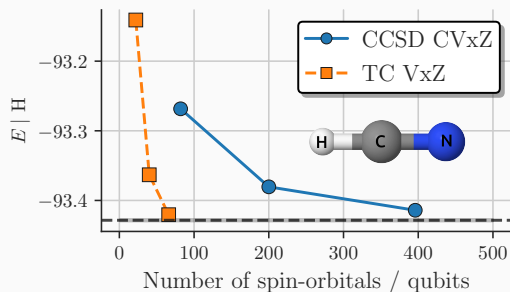 CCSD CVxZ
TC VxZ
−93.2
−93.3
−93.4
E | H
H C N
0 100 200 300 400 500
Number of spin-orbitals / qubits